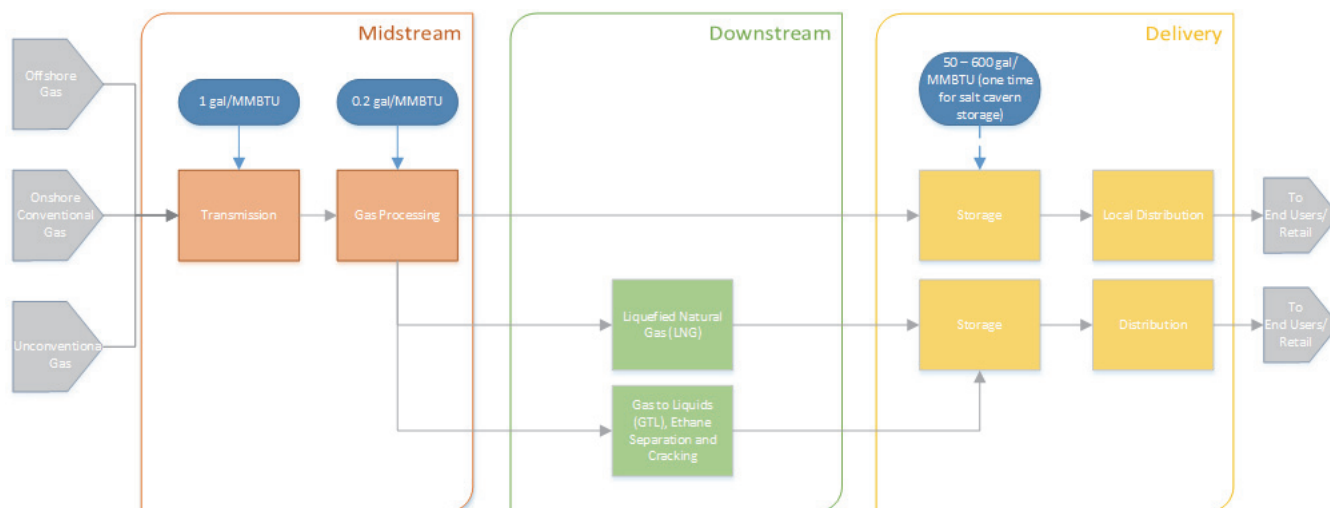 Midstream
Downstream
Delivery
Offshore
Gas
1 gal/MMBTU
0.2 gal/MMBTU
50 – 600 gal/
MMBTU (one time
for salt cavern
storage)
Onshore
Conventional
Gas
Transmission
Gas Processing
Storage
Local Distribution
To
End Users/
Retail
Unconventiona
Gas
Liquefied Natural
Gas (LNG)
Storage
Distribution
To
End Users/
Retail
Gas to Liquids
(GTL), Ethane
Separation and
Cracking